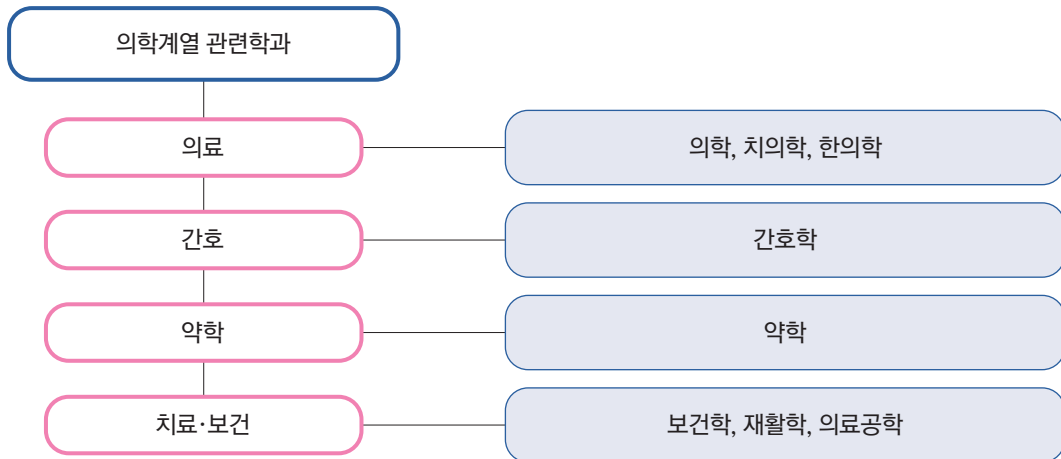 의학계열 관련학과
의료
의학, 치의학, 한의학
간호
간호학
약학
약학
치료·보건
보건학, 재활학, 의료공학